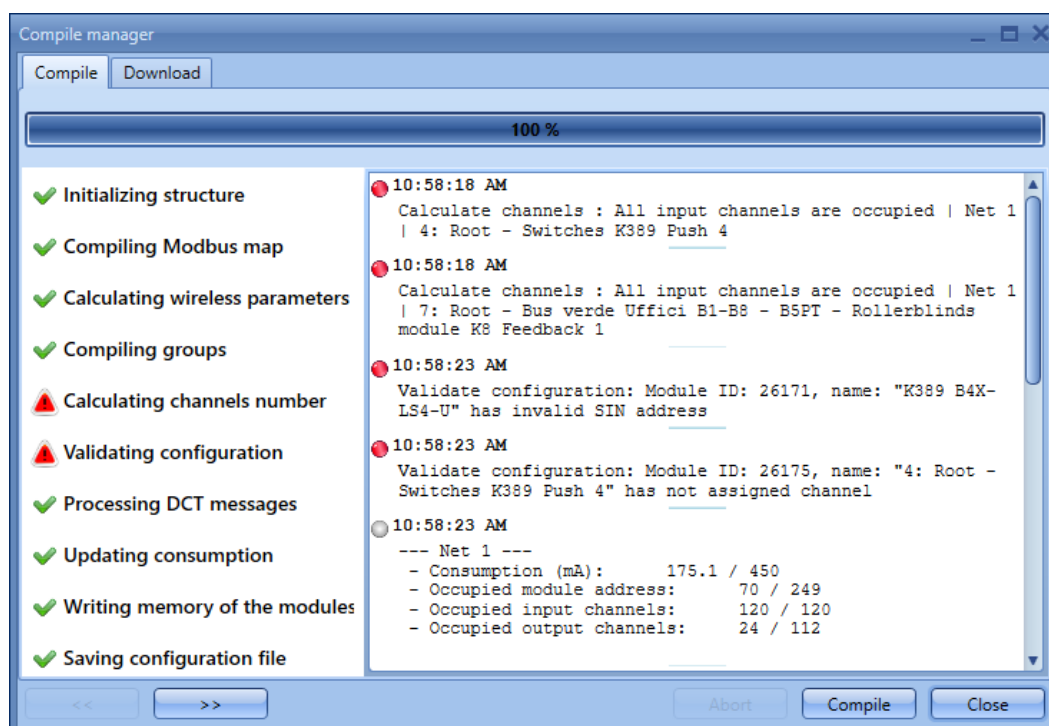 Compile manager
Compile
Download
100 %
Initializing structure
Compiling Modbus map
Calculating wireless parameters
Compiling groups
Calculating channels number
Validating configuration
Processing DCT messages
Updating consumption
Writing memory of the modules
Saving configuration file
10:58:18 AM
Calculate channels : All input channels are occupied | Net 1
| 4: Root - Switches K389 Push 4
10:58:18 AM
Calculate channels : All input channels are occupied | Net 1
| 7: Root - Bus verde Uffici B1-B8 - B5PT - Rollerblinds
module K8 Feedback 1
10:58:23 AM
Validate configuration: Module ID: 26171, name: "K389 B4X-
LS4-U" has invalid SIN address
10:58:23 AM
Validate configuration: Module ID: 26175, name: "4: Root -
Switches K389 Push 4" has not assigned channel
10:58:23 AM
--- Net 1 ---
- Consumption (mA): 175.1 / 450
- Occupied module address: 70 / 249
- Occupied input channels: 120 / 120
- Occupied output channels: 24 / 112
<<
>>
Abort
Compile
Close